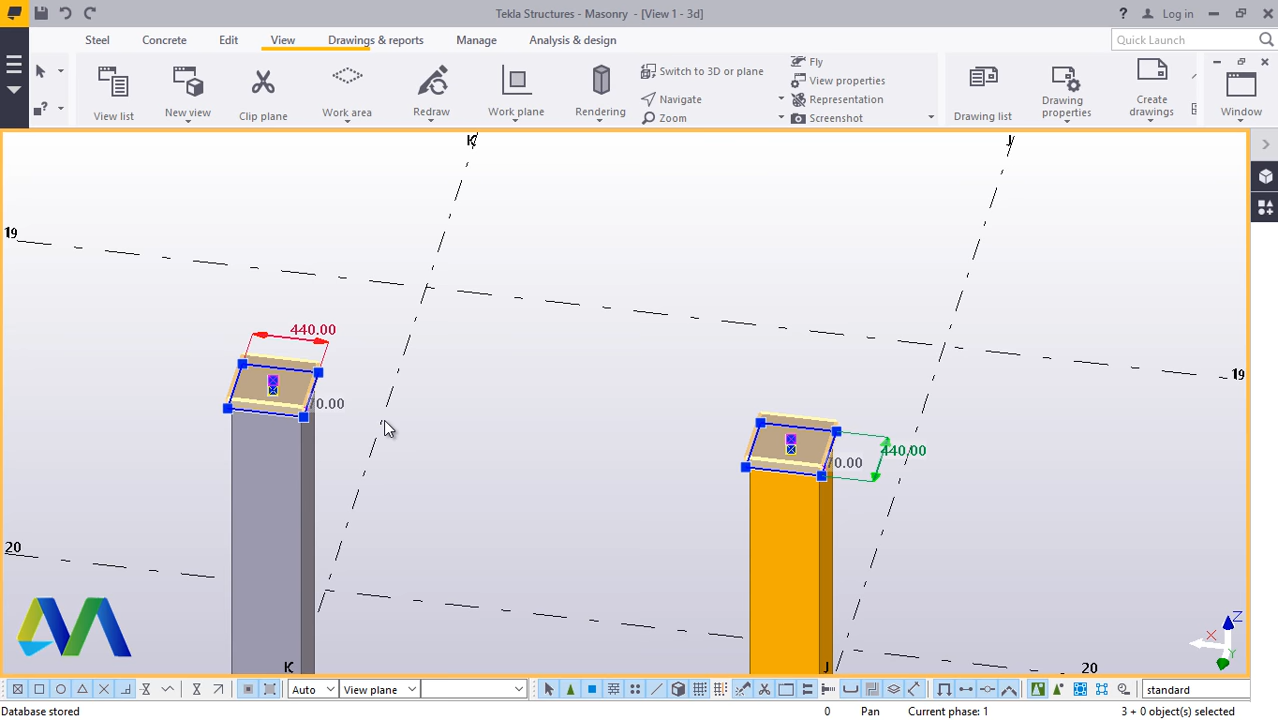 Tekla Structures - Masonry - [View 1 - 3d]
? Log in
Steel Concrete Edit View Drawings & reports Manage Analysis & design
Quick Launch
View list
New view
Clip plane
Work area
Redraw
Work plane
Rendering
Switch to 3D or plane
Navigate
Zoom
Fly
View properties
Representation
Screenshot
Drawing list
Drawing properties
Create drawings
Window
K J
19
440.00
19
440.00
20
K J 20
Z
X
Y
Auto View plane standard
Database stored 0 Pan Current phase: 1 3 + 0 object(s) selected